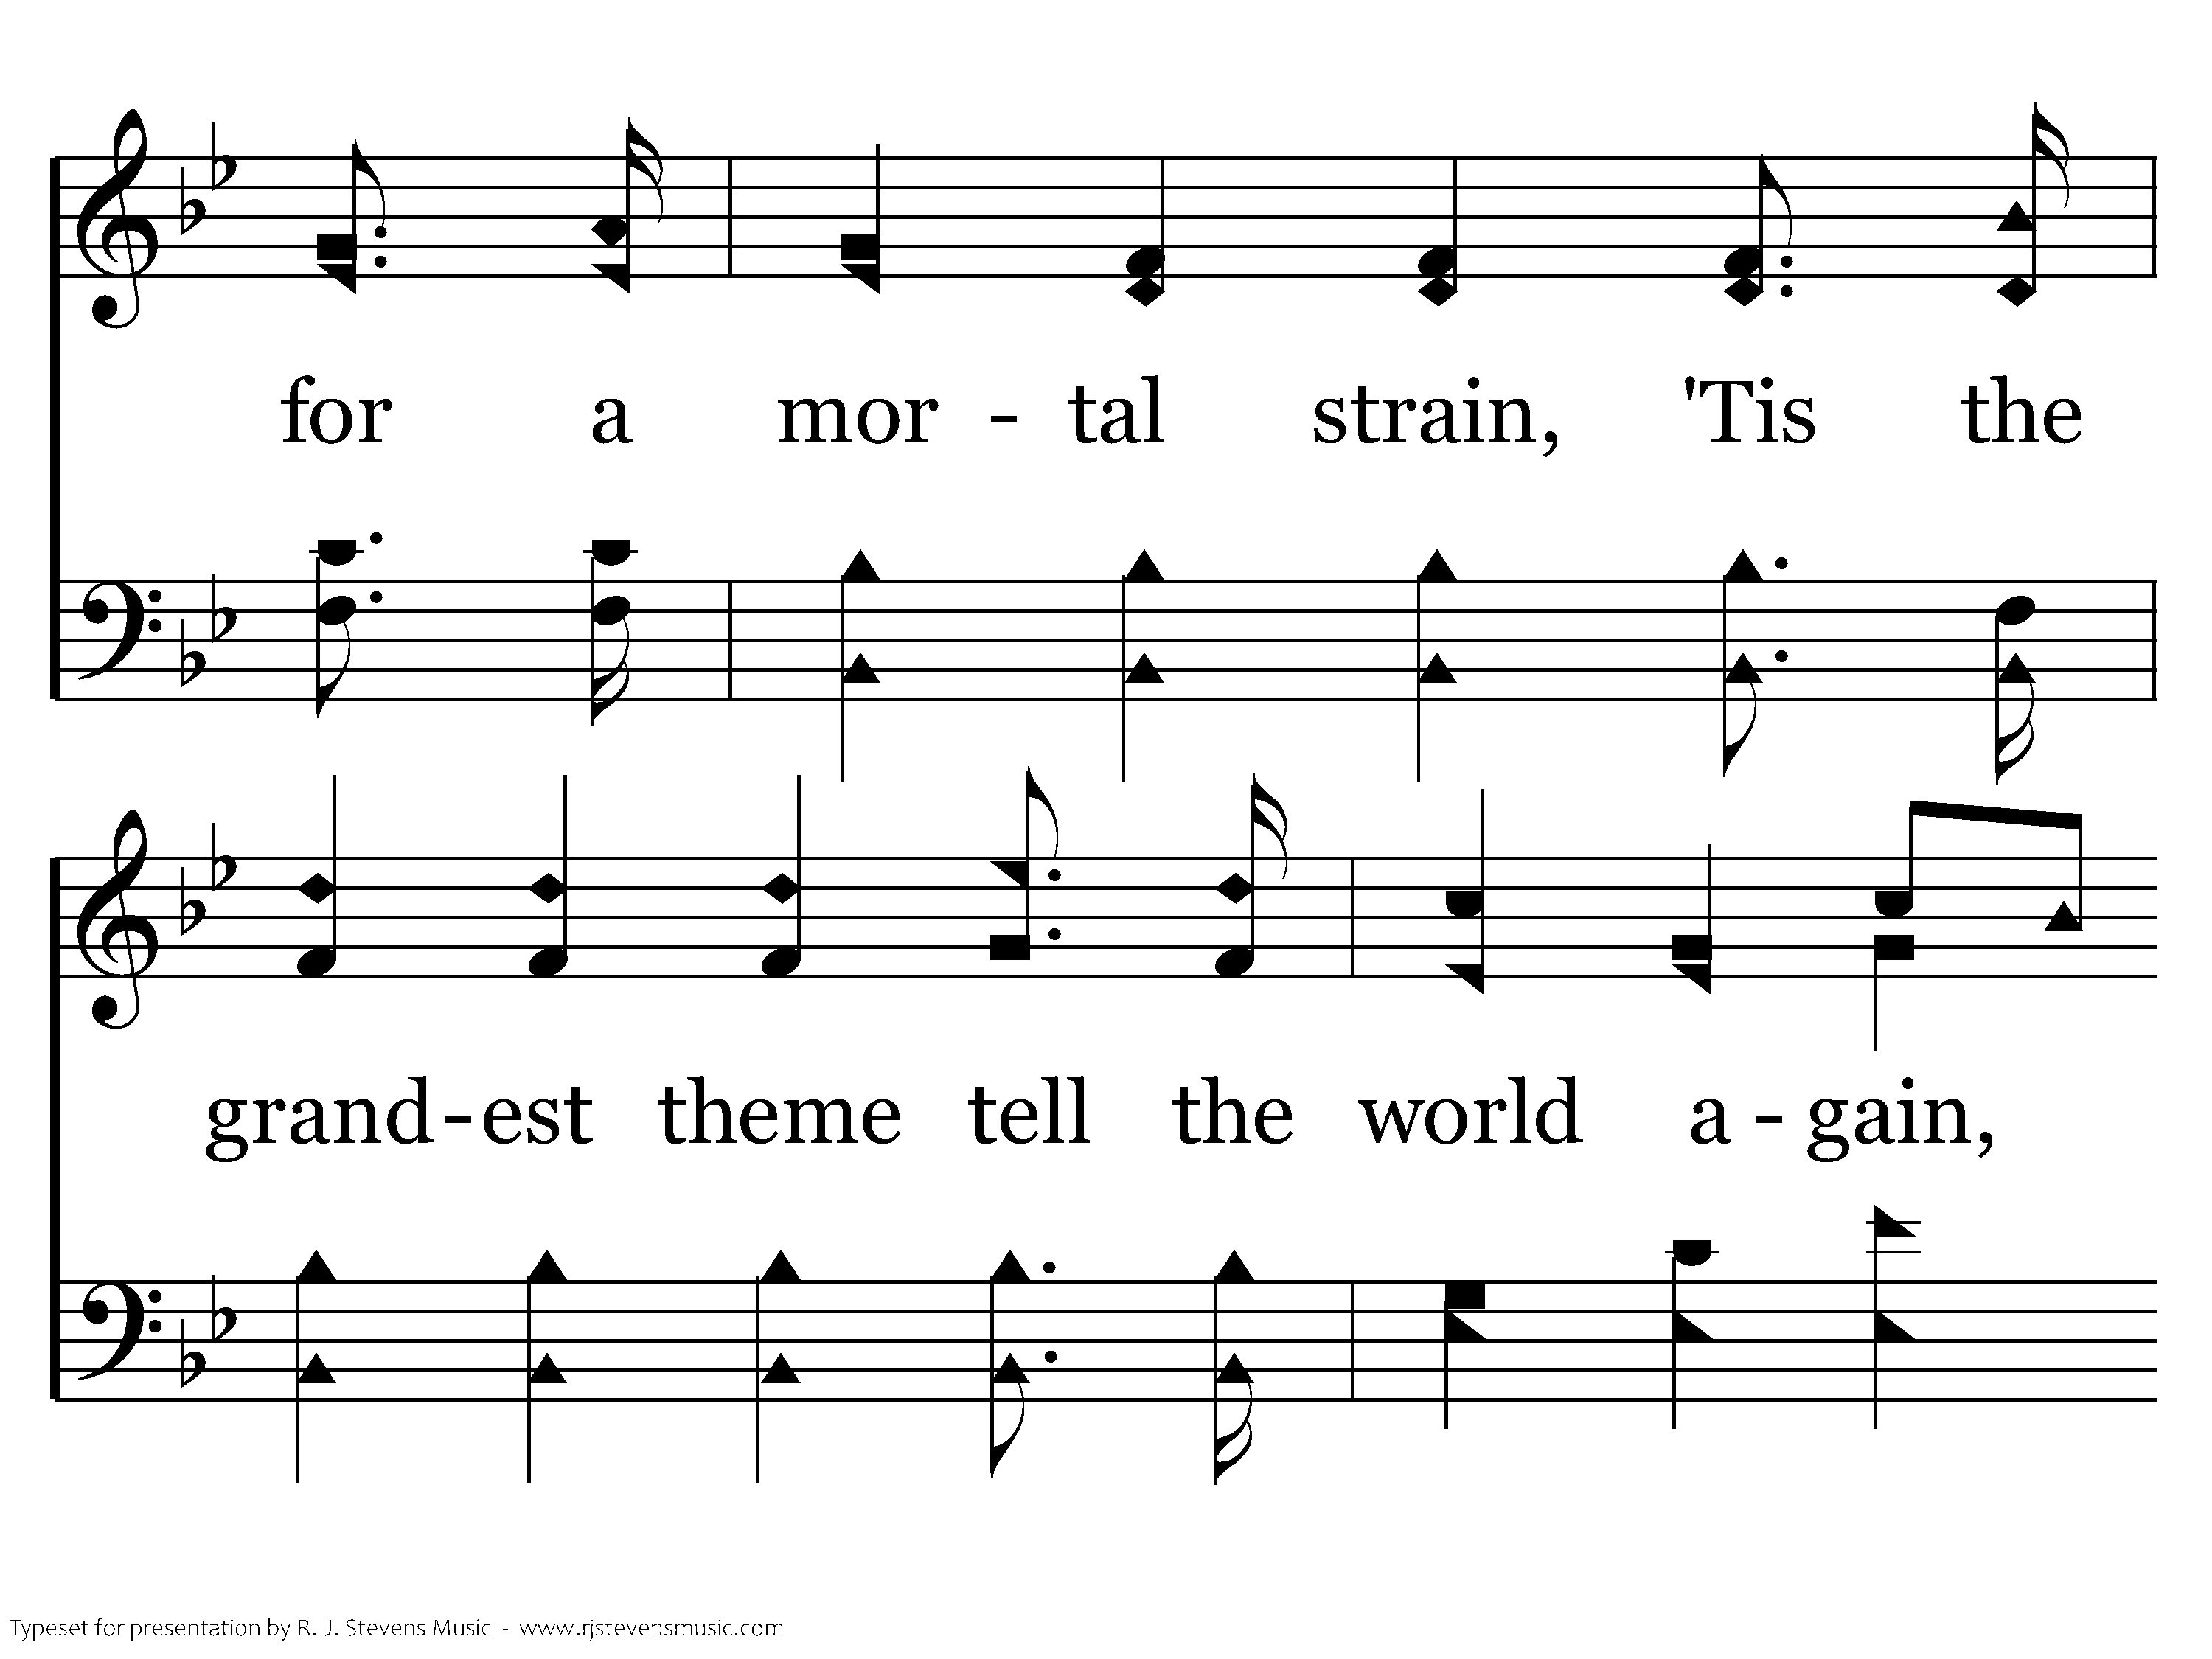 for a mor - tal strain, 'Tis the
grand - est theme tell the world a - gain,
Typeset for presentation by R. J. Stevens Music - www.rjstevensmusic.com